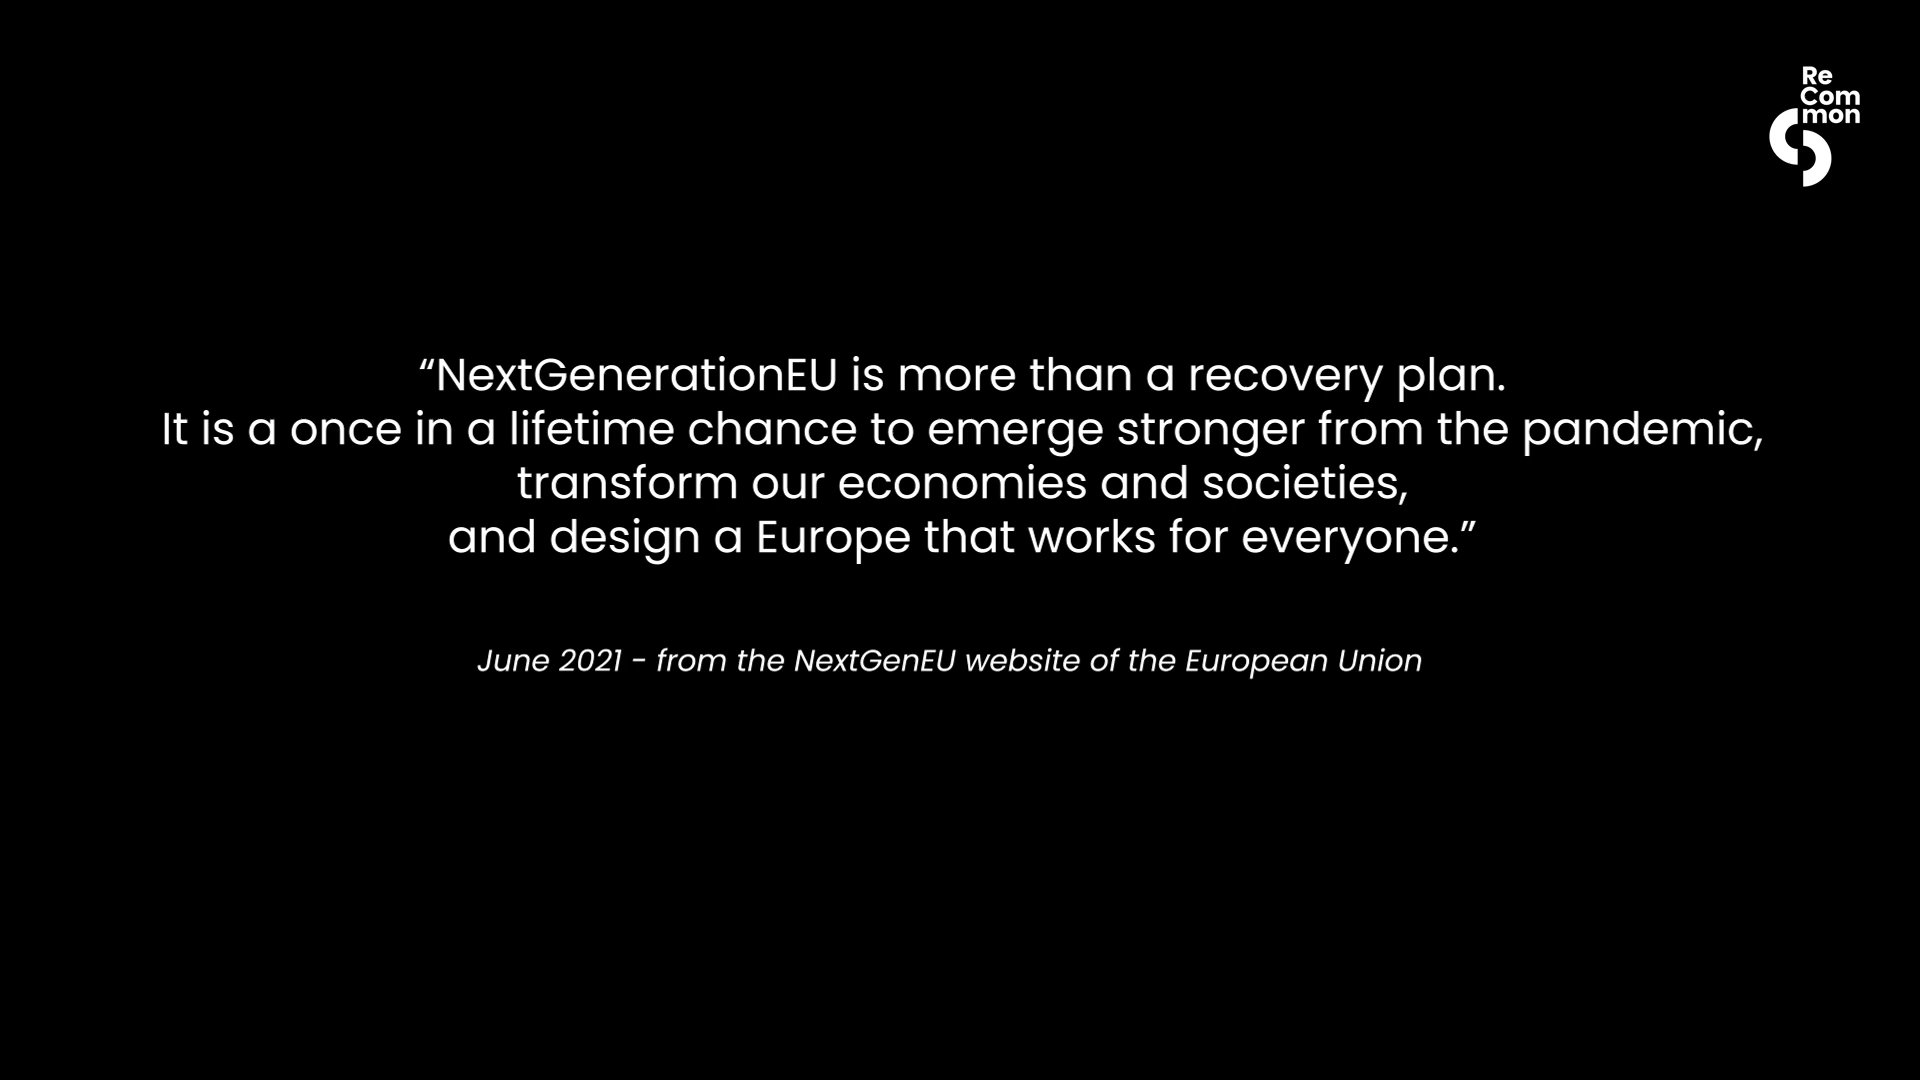 Re
Com
mon
“NextGenerationEU is more than a recovery plan.
It is a once in a lifetime chance to emerge stronger from the pandemic,
transform our economies and societies,
and design a Europe that works for everyone.”
June 2021 - from the NextGenEU website of the European Union